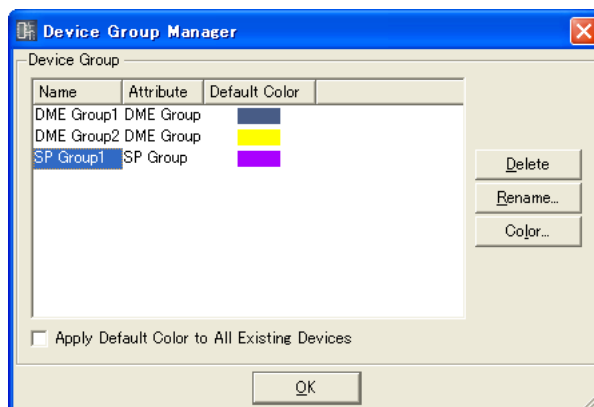 Device Group Manager
Device Group
Name Attribute Default Color
DME Group1 DME Group
DME Group2 DME Group
SP Group1 SP Group
Delete
Rename...
Color...
Apply Default Color to All Existing Devices
OK